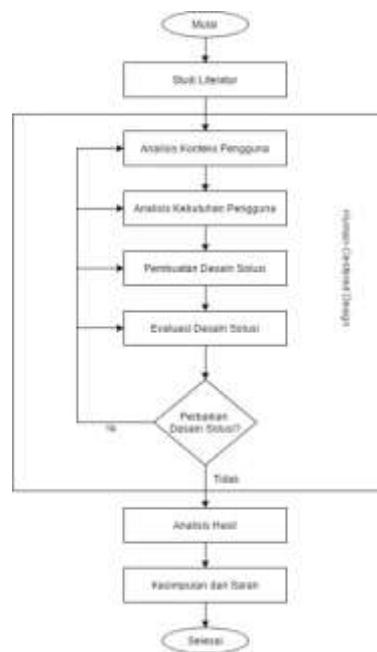 Mulai
Studi Literatur
Analisis Konteks Pengguna
Analisis Kebutuhan Pengguna
Pembuatan Desain Solusi
Evaluasi Desain Solusi
Human-Centered Design
Perbaikan
Desain Solusi?
Ya
Tidak
Analisis Hasil
Kesimpulan dan Saran
Selesai